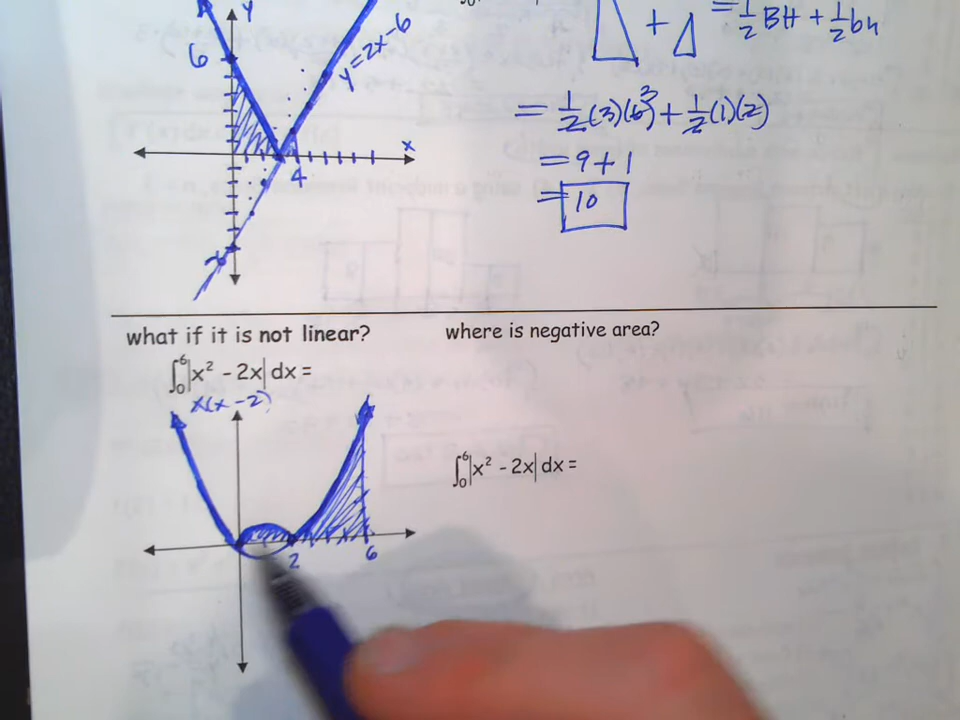 y
6
y=2x-6
x
4
+ = 1/2 BH + 1/2 bh
= 1/2 (3)(6)³ + 1/2 (1)(2)
= 9 + 1
= 10
what if it is not linear?
∫₀⁶|x² - 2x| dx =
x(x - 2)
2
6
where is negative area?
∫₀⁶|x² - 2x| dx =